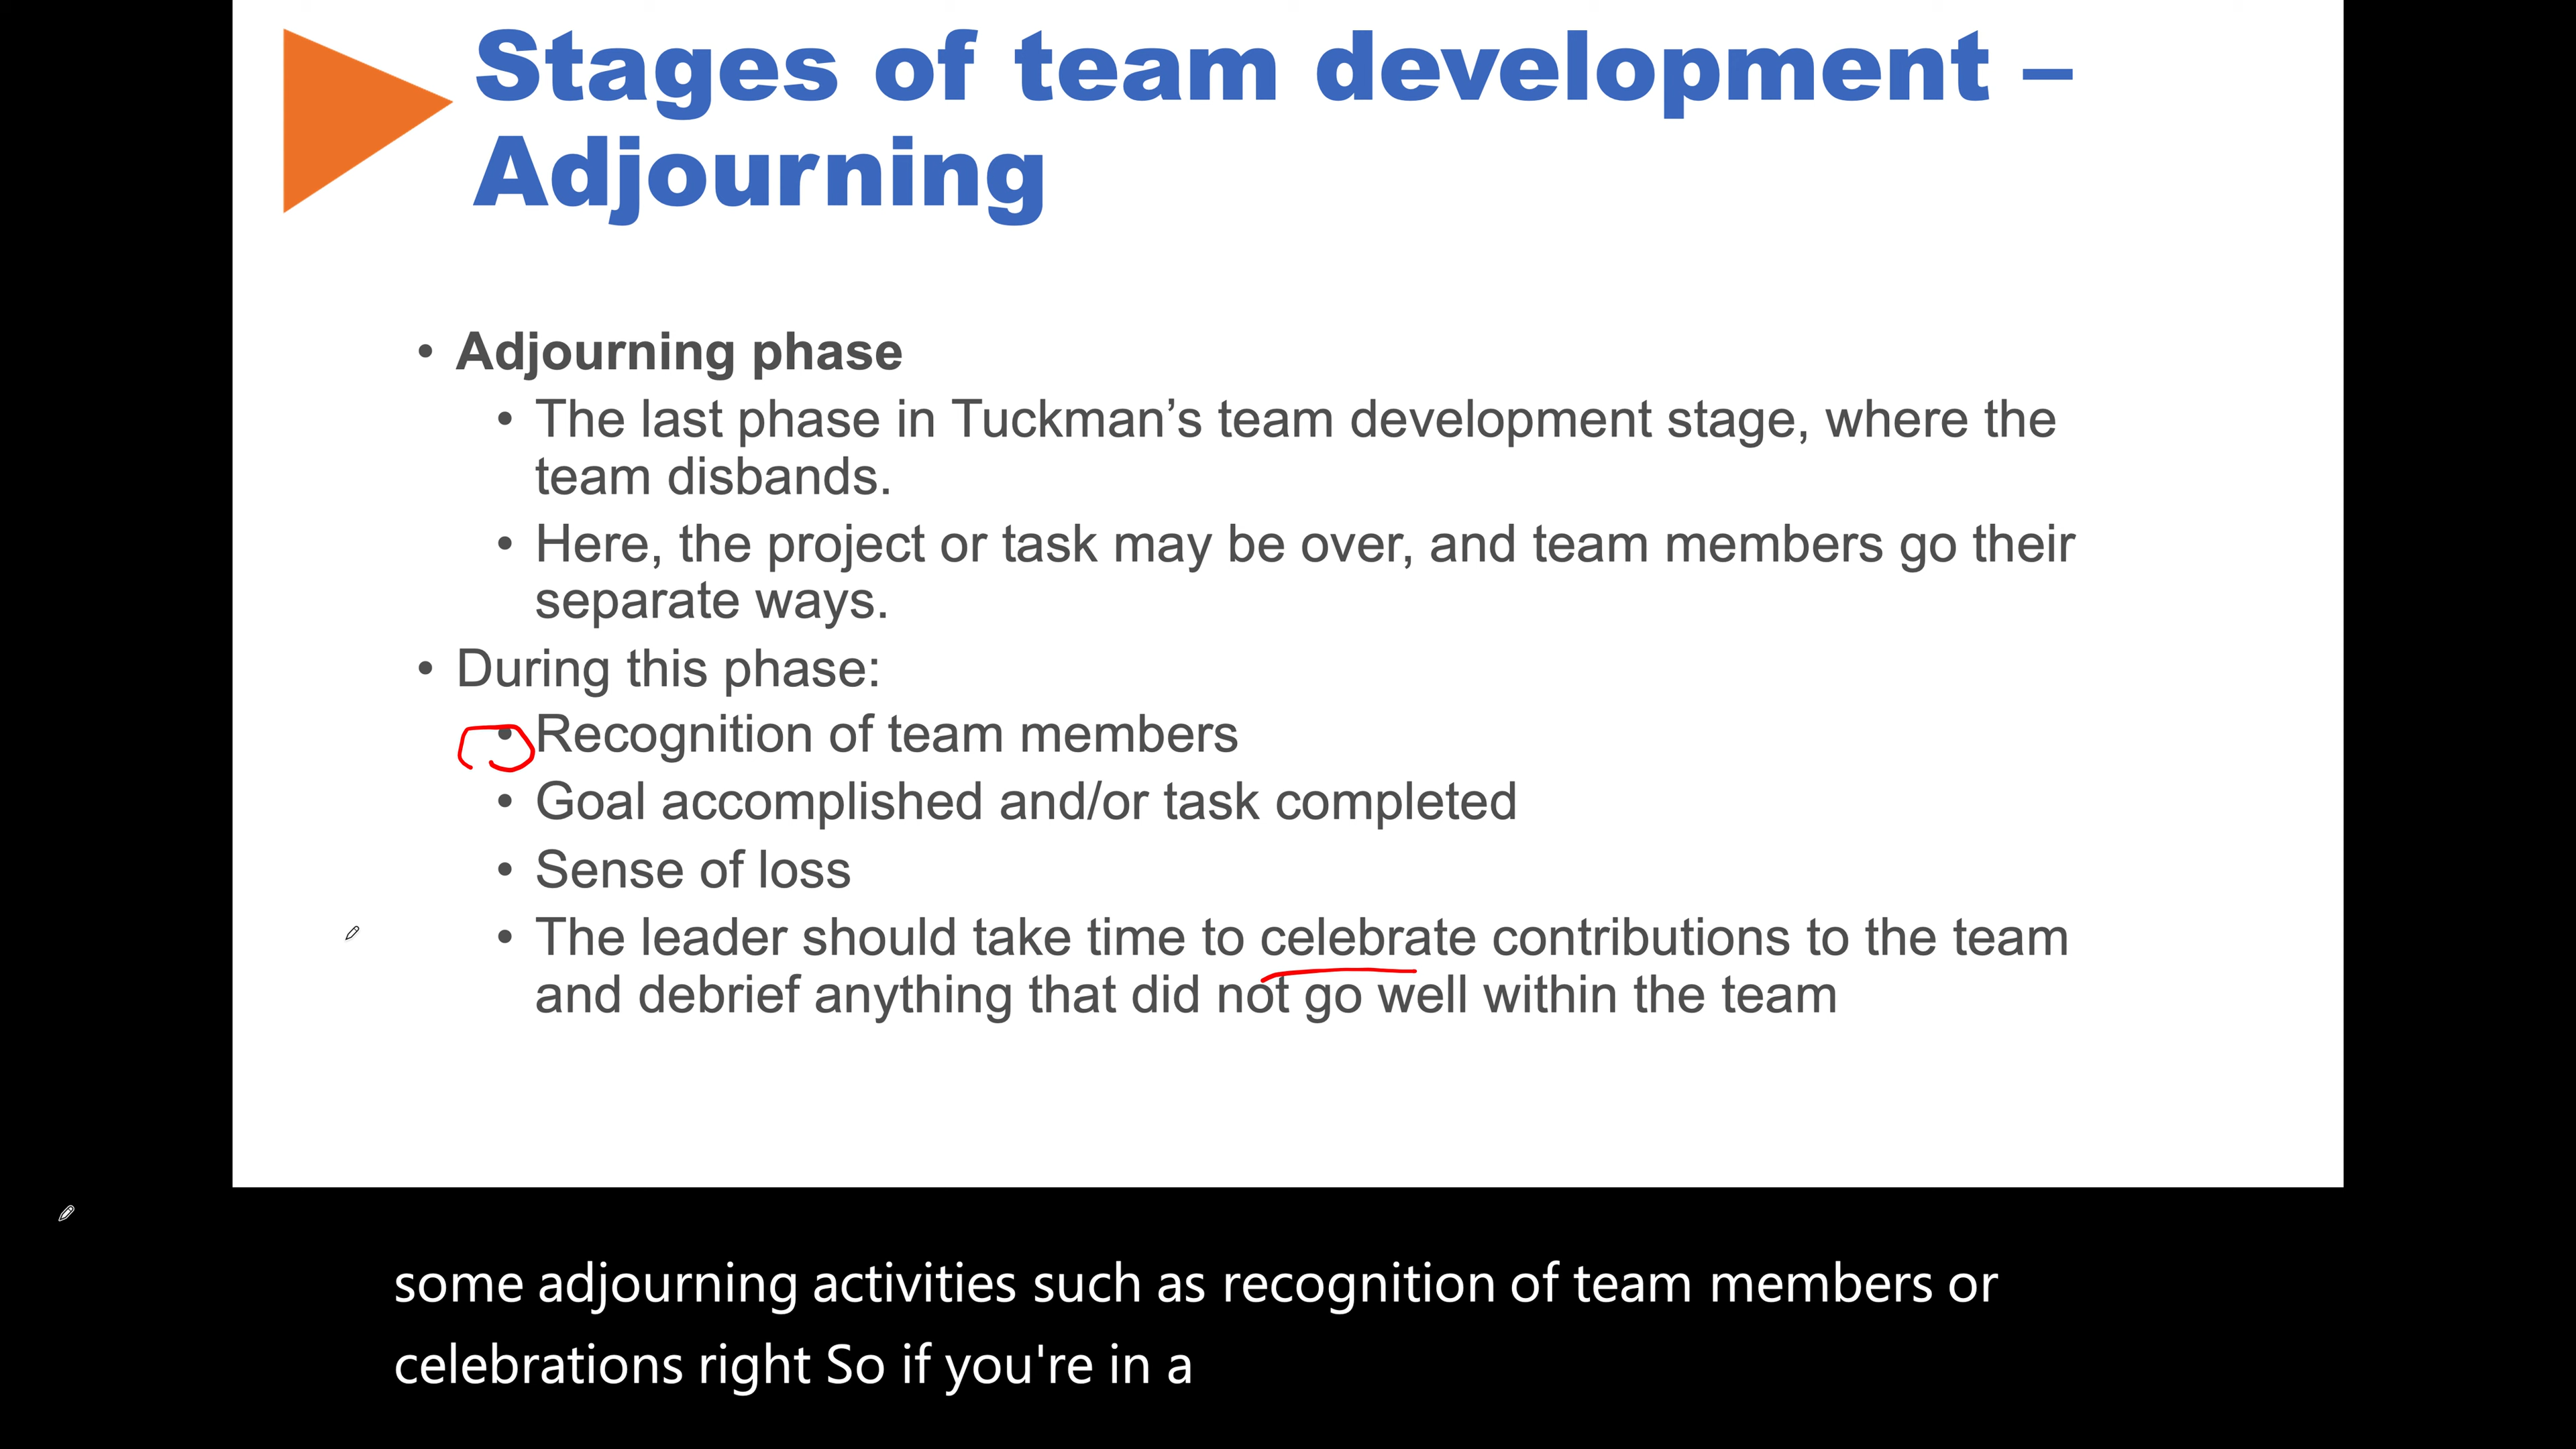 Stages of team development –
Adjourning
• Adjourning phase
• The last phase in Tuckman’s team development stage, where the
team disbands.
• Here, the project or task may be over, and team members go their
separate ways.
• During this phase:
• Recognition of team members
• Goal accomplished and/or task completed
• Sense of loss
• The leader should take time to celebrate contributions to the team
and debrief anything that did not go well within the team
some adjourning activities such as recognition of team members or
celebrations right So if you're in a